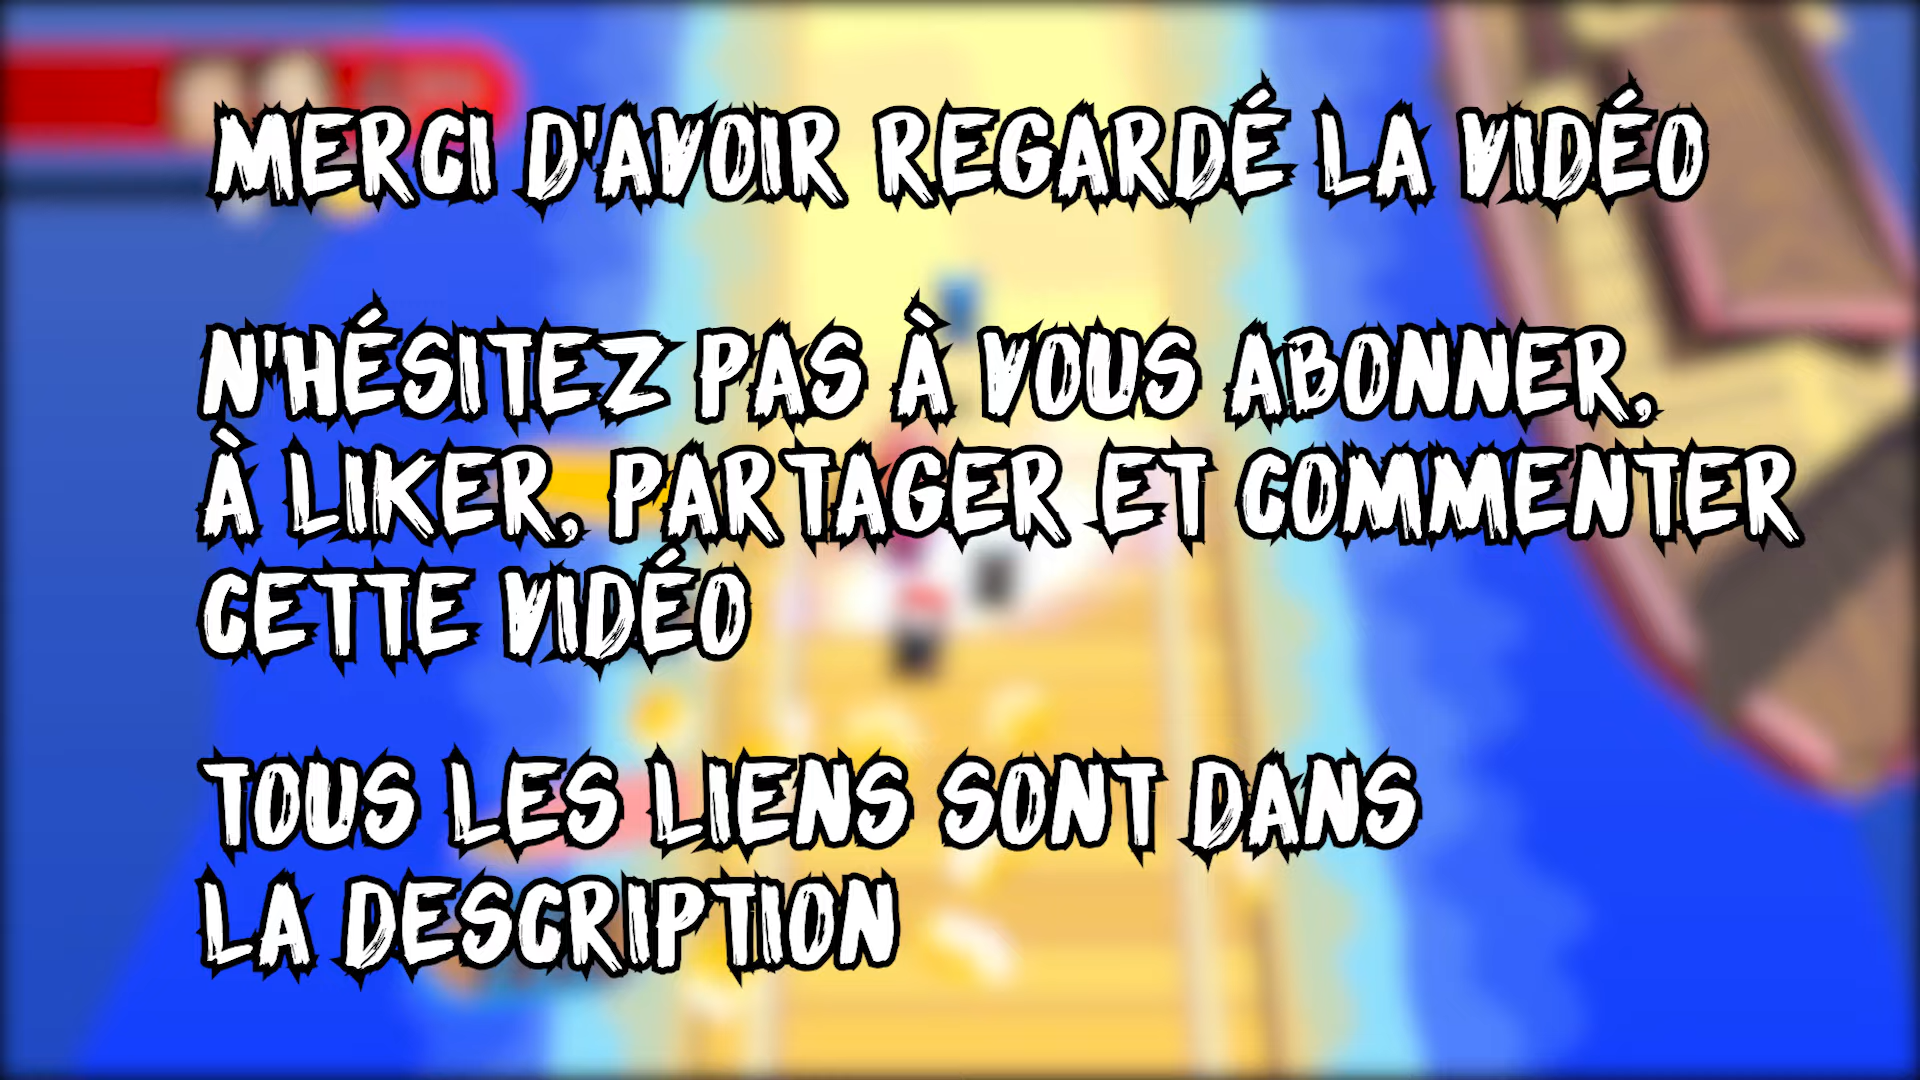 MERCI D'AVOIR REGARDÉ LA VIDÉO
N'HÉSITEZ PAS À VOUS ABONNER,
À LIKER, PARTAGER ET COMMENTER
CETTE VIDÉO
TOUS LES LIENS SONT DANS
LA DESCRIPTION